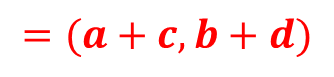 = (a + c, b + d)